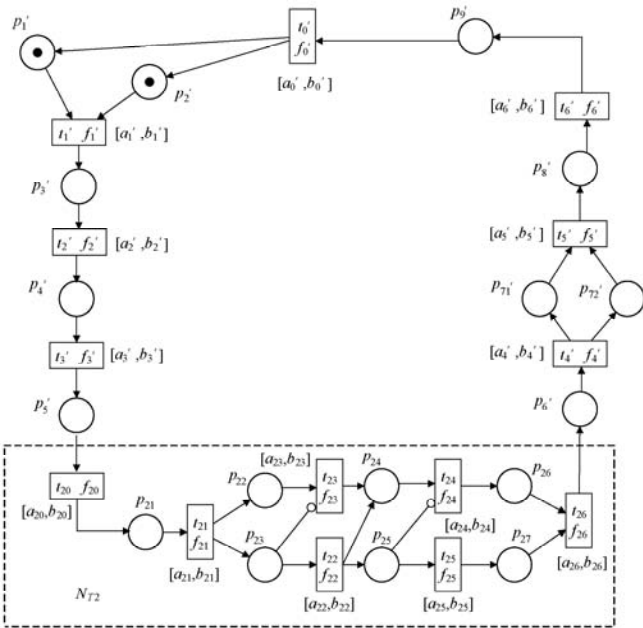 p1'
t0'
f0'
p9'
p2'
[a0',b0']
t1' f1' [a1',b1']
[a6',b6'] t6' f6'
p3'
p8'
t2' f2' [a2',b2']
[a5',b5'] t5' f5'
p4'
p71' p72'
t3' f3' [a3',b3']
[a4',b4'] t4' f4'
p5'
p6'
t20 f20
[a20,b20]
p21
t21
f21
[a21,b21]
p22
p23
[a23,b23]
t23
f23
t22
f22
[a22,b22]
p24
p25
t24
f24
[a24,b24]
t25
f25
[a25,b25]
p26
p27
t26
f26
[a26,b26]
NT2